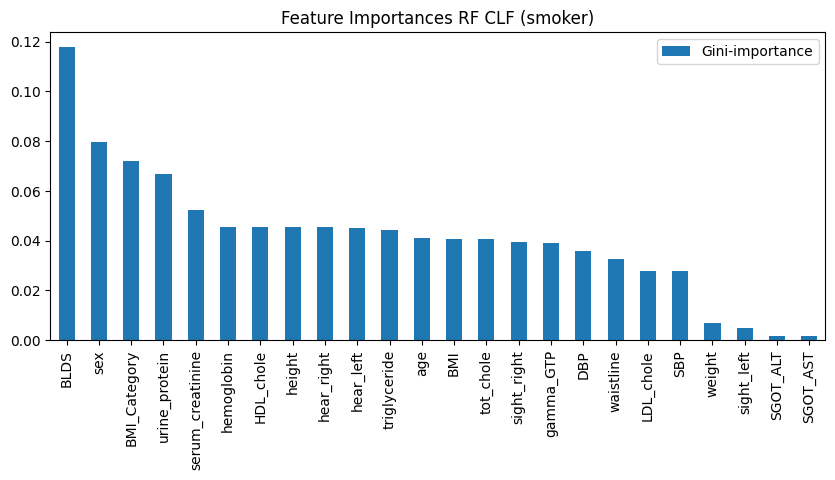 Feature Importances RF CLF (smoker)
Gini-importance
0.12
0.10
0.08
0.06
0.04
0.02
0.00
BLDS
sex
BMI_Category
urine_protein
serum_creatinine
hemoglobin
HDL_chole
height
hear_right
hear_left
triglyceride
age
BMI
tot_chole
sight_right
gamma_GTP
DBP
waistline
LDL_chole
SBP
weight
sight_left
SGOT_ALT
SGOT_AST